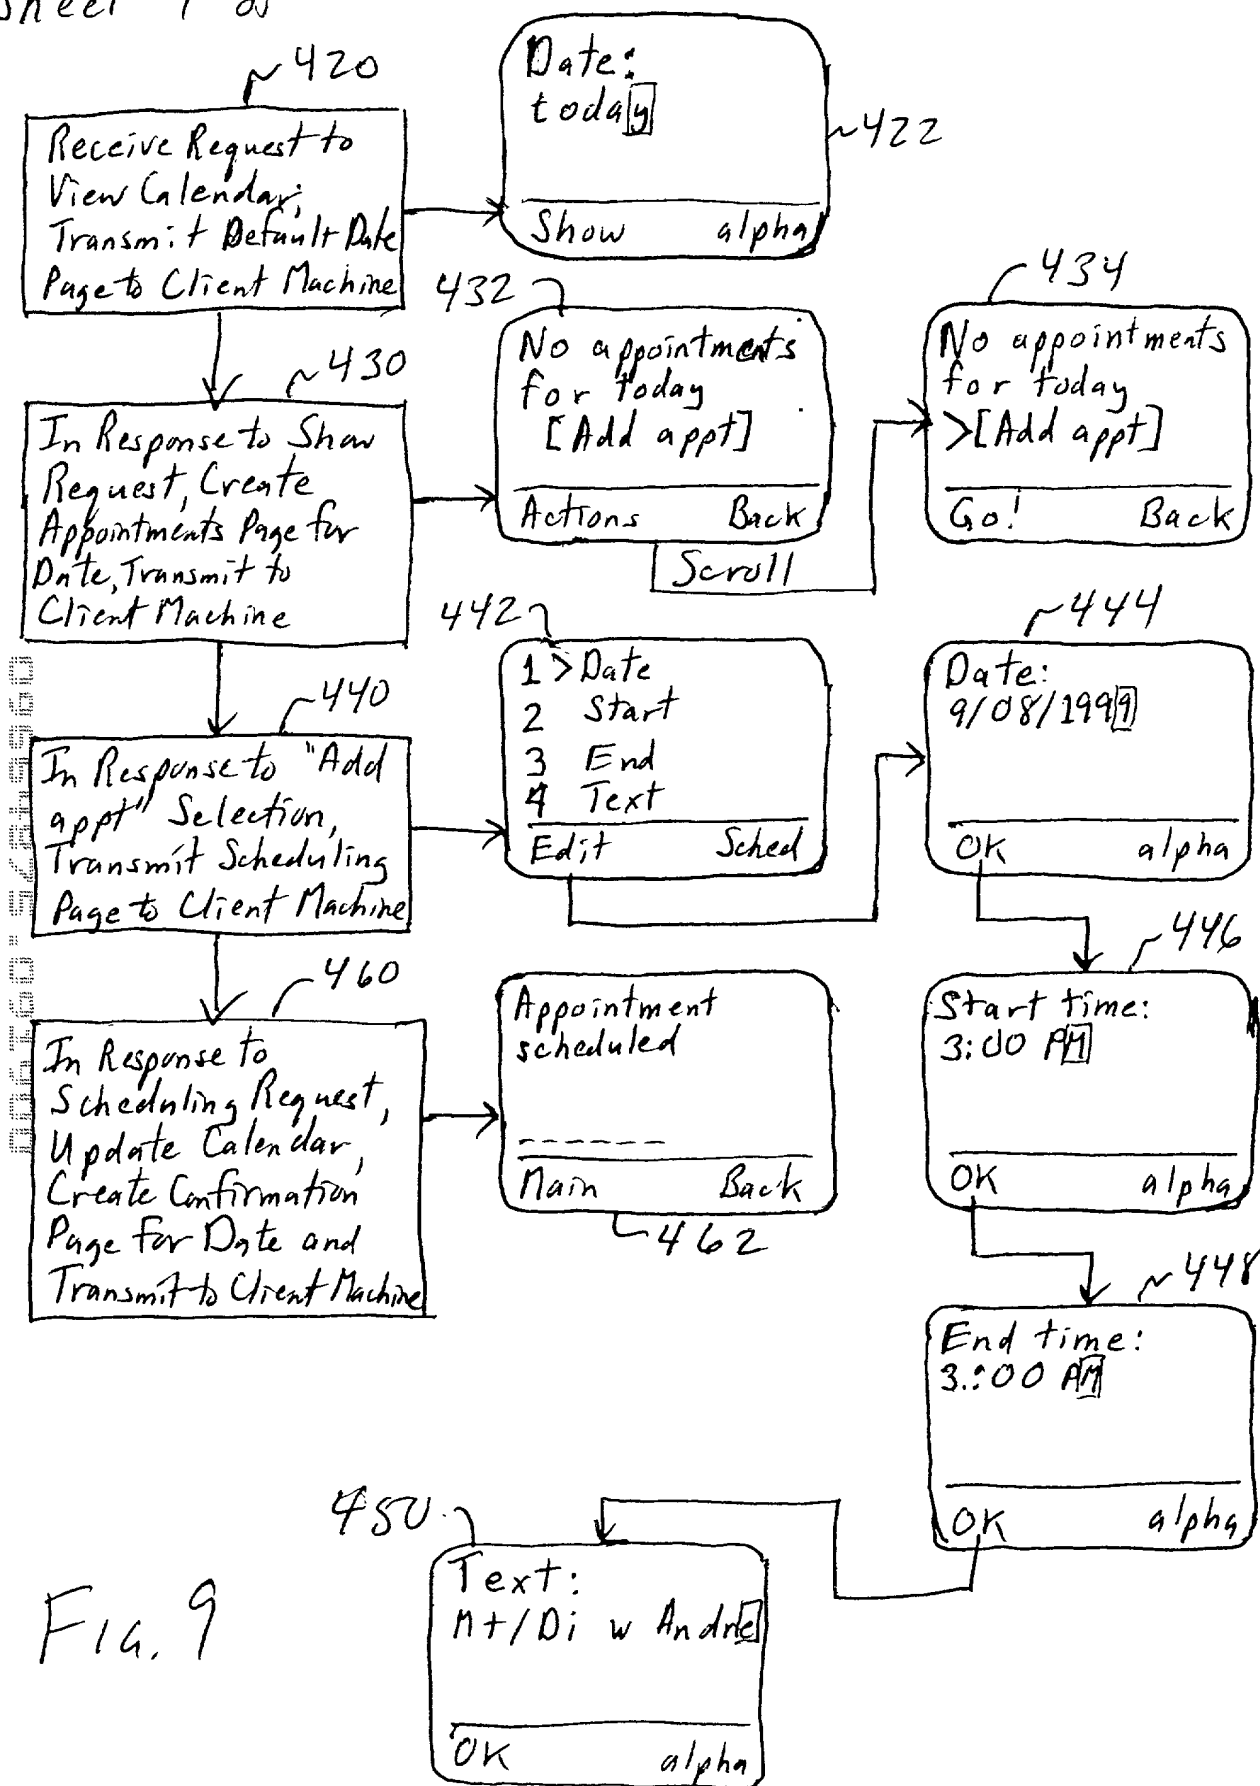 Sheet 9 of
420
Receive Request to
View Calendar;
Transmit Default Date
Page to Client Machine
Date:
today
Show alpha
422
430
In Response to Show
Request, Create
Appointments Page for
Date, Transmit to
Client Machine
432
No appointments
for today
[Add appt]
Actions Back
Scroll
434
No appointments
for today
>[Add appt]
Go! Back
440
In Response to "Add
appt" Selection,
Transmit Scheduling
Page to Client Machine
442
1 > Date
2 Start
3 End
4 Text
Edit Sched
444
Date:
9/08/1999
OK alpha
446
Start time:
3:00 PM
OK alpha
448
End time:
3:00 PM
OK alpha
450
Text:
Mt/Di w Andre
OK alpha
460
In Response to
Scheduling Request,
Update Calendar,
Create Confirmation
Page for Date and
Transmit to Client Machine
Appointment
scheduled
------
Main Back
462
FIG. 9